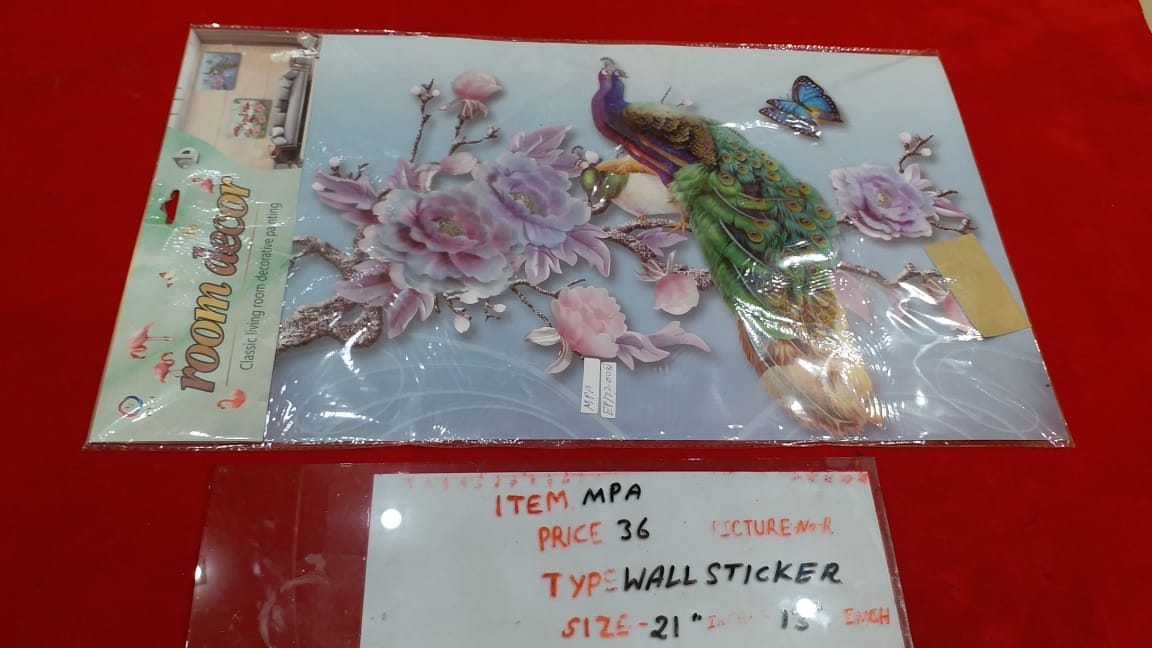 room decor
Classic living room decorative painting
MPA
ITEM MPA
PRICE 36 PICTURE·No·R
TYPE WALL STICKER
SIZE - 21 " INCH - 13 " INCH